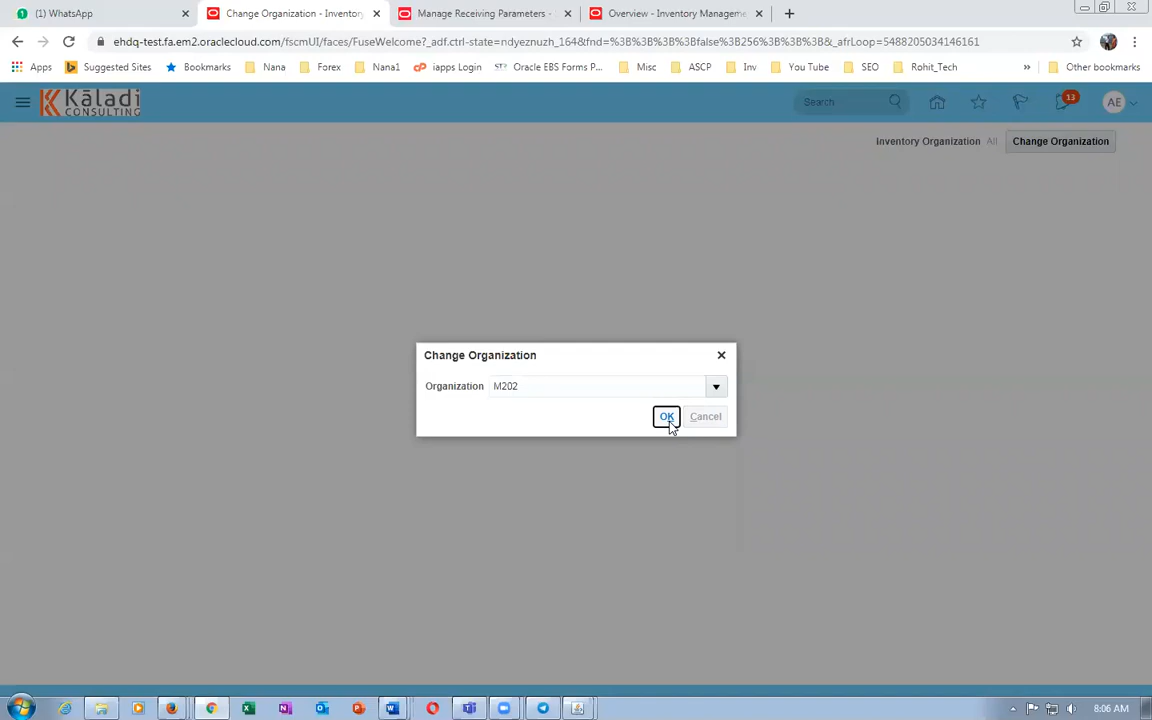 (1) WhatsApp
Change Organization - Inventory
Manage Receiving Parameters -
Overview - Inventory Manageme
ehdq-test.fa.em2.oraclecloud.com/fscmUI/faces/FuseWelcome?_adf.ctrl-state=ndyeznuzh_164&fnd=%3B%3B%3B%3Bfalse%3B256%3B%3B%3B&_afrLoop=5488205034146161
Apps
Suggested Sites
Bookmarks
Nana
Forex
Nana1
iapps Login
Oracle EBS Forms P...
Misc
ASCP
Inv
You Tube
SEO
Rohit_Tech
»
Other bookmarks
Kāladi
CONSULTING
Search
13
AE
Inventory Organization All
Change Organization
Change Organization
Organization M202
OK
Cancel
8:06 AM